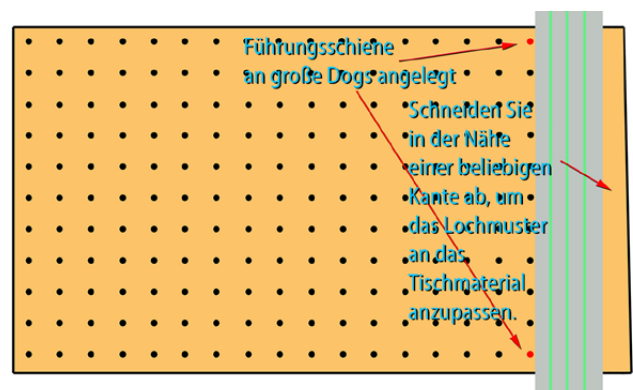 Führungsschiene
an große Dogs angelegt
Schneiden Sie
in der Nähe
einer beliebigen
Kante ab, um
das Lochmuster
an das
Tischmaterial
anzupassen.